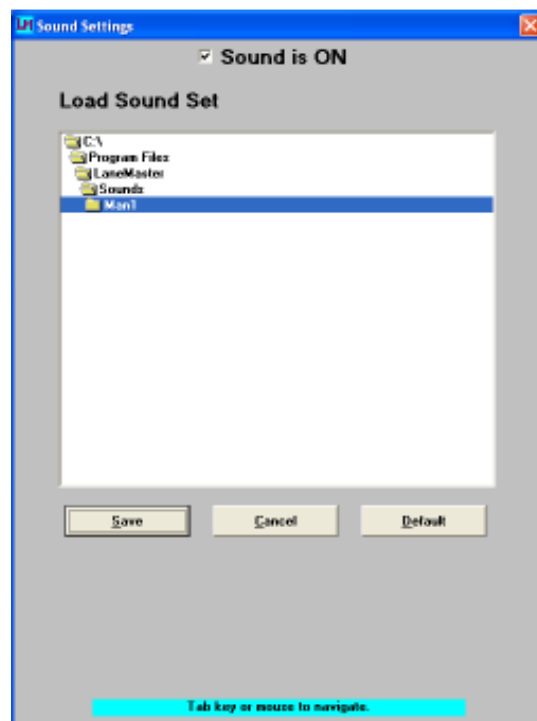 LM Sound Settings
Sound is ON
Load Sound Set
C:\
Program Files
LaneMaster
Sounds
Man1
Save Cancel Default
Tab key or mouse to navigate.